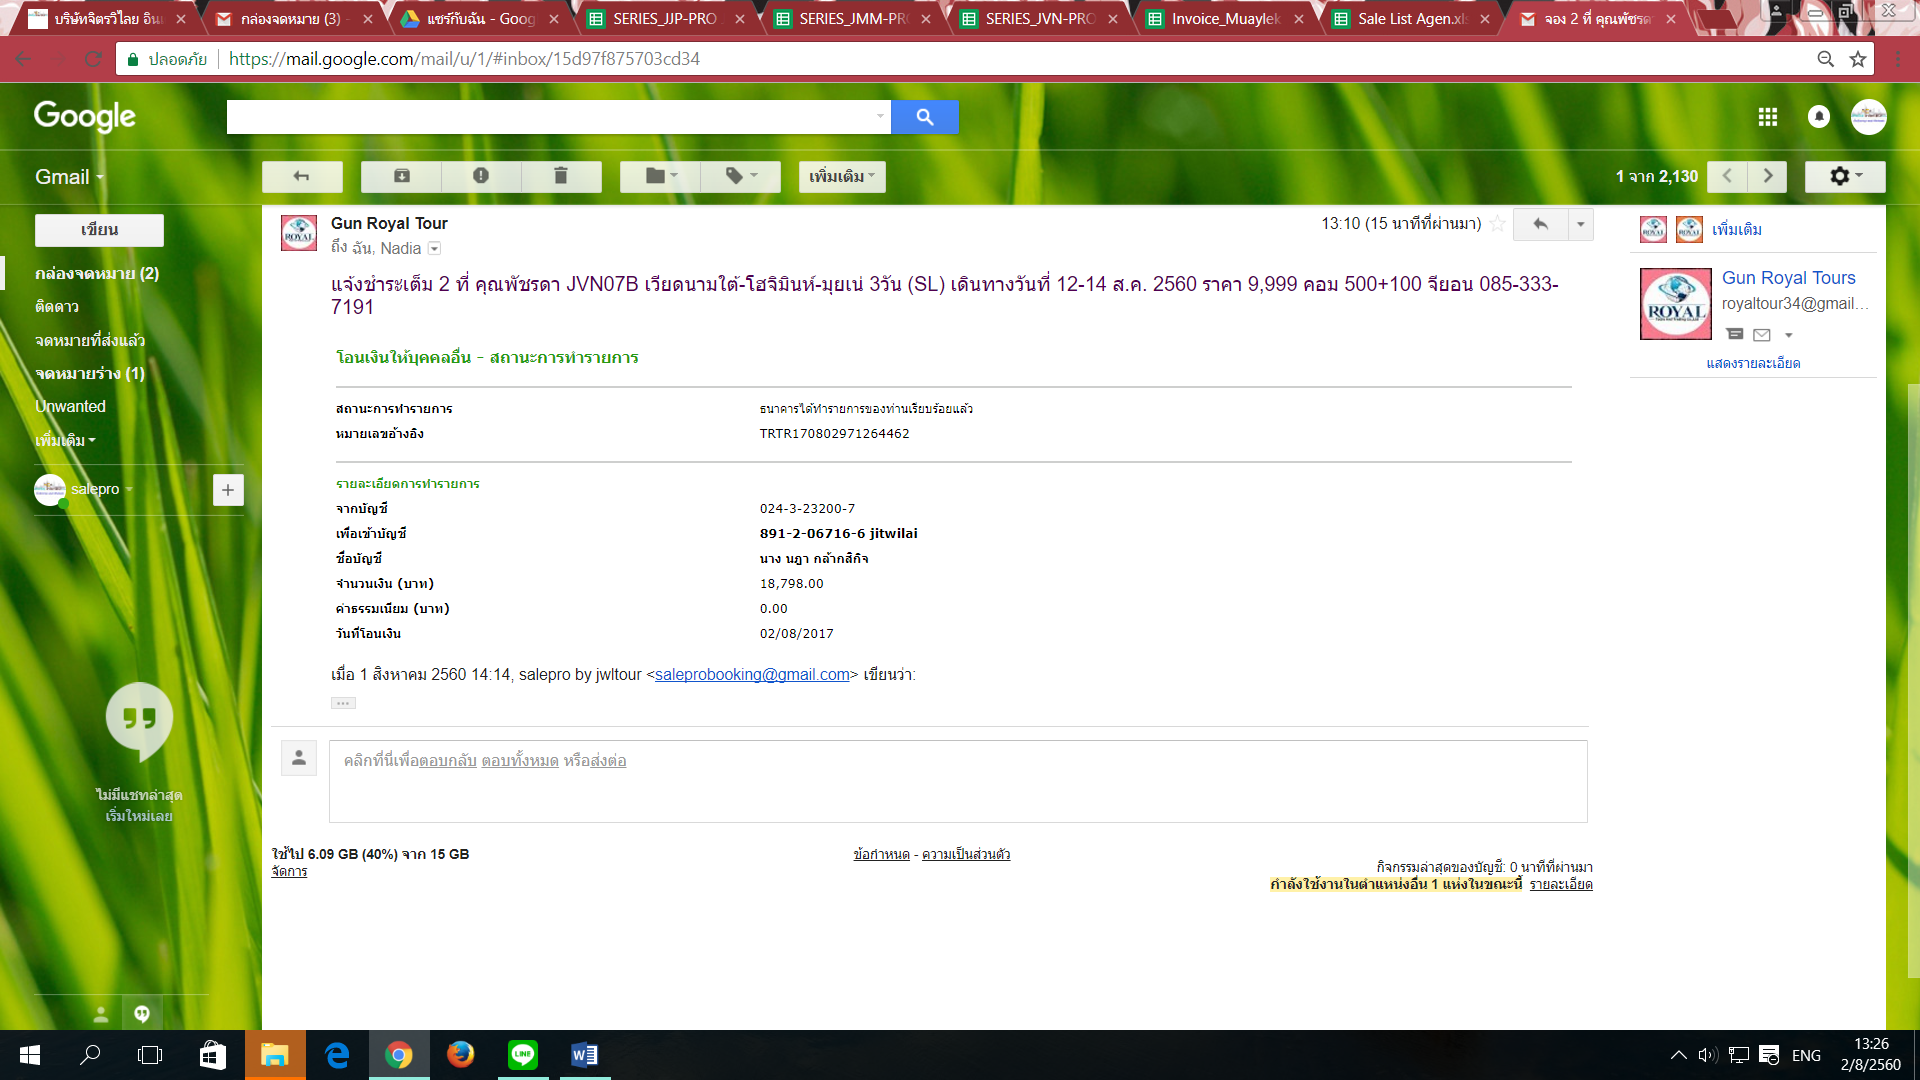 บริษัทจิตรวิไลย อินเ
กล่องจดหมาย (3) -
แชร์กับฉัน - Goog
SERIES_JJP-PRO
SERIES_JMM-PRO
SERIES_JVN-PRO
Invoice_Muaylek
Sale List Agen.xls
จอง 2 ที่ คุณพัชรดา
ปลอดภัย
https://mail.google.com/mail/u/1/#inbox/15d97f875703cd34
Google
Gmail
เพิ่มเติม
1 จาก 2,130
เขียน
กล่องจดหมาย (2)
ติดดาว
จดหมายที่ส่งแล้ว
จดหมายร่าง (1)
Unwanted
เพิ่มเติม
salepro
ไม่มีแชทล่าสุด
เริ่มใหม่เลย
ROYAL
Gun Royal Tour
13:10 (15 นาทีที่ผ่านมา)
ถึง ฉัน, Nadia
แจ้งชำระเต็ม 2 ที่ คุณพัชรดา JVN07B เวียดนามใต้-โฮจิมินห์-มุยเน่ 3วัน (SL) เดินทางวันที่ 12-14 ส.ค. 2560 ราคา 9,999 คอม 500+100 จียอน 085-333-
7191
โอนเงินให้บุคคลอื่น - สถานะการทำรายการ
สถานะการทำรายการ ธนาคารได้ทำรายการของท่านเรียบร้อยแล้ว
หมายเลขอ้างอิง TRTR170802971264462
รายละเอียดการทำรายการ
จากบัญชี 024-3-23200-7
เพื่อเข้าบัญชี 891-2-06716-6 jitwilai
ชื่อบัญชี นาง นฎา กล้ากสิกิจ
จำนวนเงิน (บาท) 18,798.00
ค่าธรรมเนียม (บาท) 0.00
วันที่โอนเงิน 02/08/2017
เมื่อ 1 สิงหาคม 2560 14:14, salepro by jwltour <saleprobooking@gmail.com> เขียนว่า:
คลิกที่นี่เพื่อตอบกลับ ตอบทั้งหมด หรือส่งต่อ
ใช้ไป 6.09 GB (40%) จาก 15 GB
จัดการ
ข้อกำหนด - ความเป็นส่วนตัว
กิจกรรมล่าสุดของบัญชี: 0 นาทีที่ผ่านมา
กำลังใช้งานในตำแหน่งอื่น 1 แห่งในขณะนี้ รายละเอียด
ROYAL
ROYAL
เพิ่มเติม
ROYAL
Gun Royal Tours
royaltour34@gmail...
แสดงรายละเอียด
LINE
ENG
13:26
2/8/2560